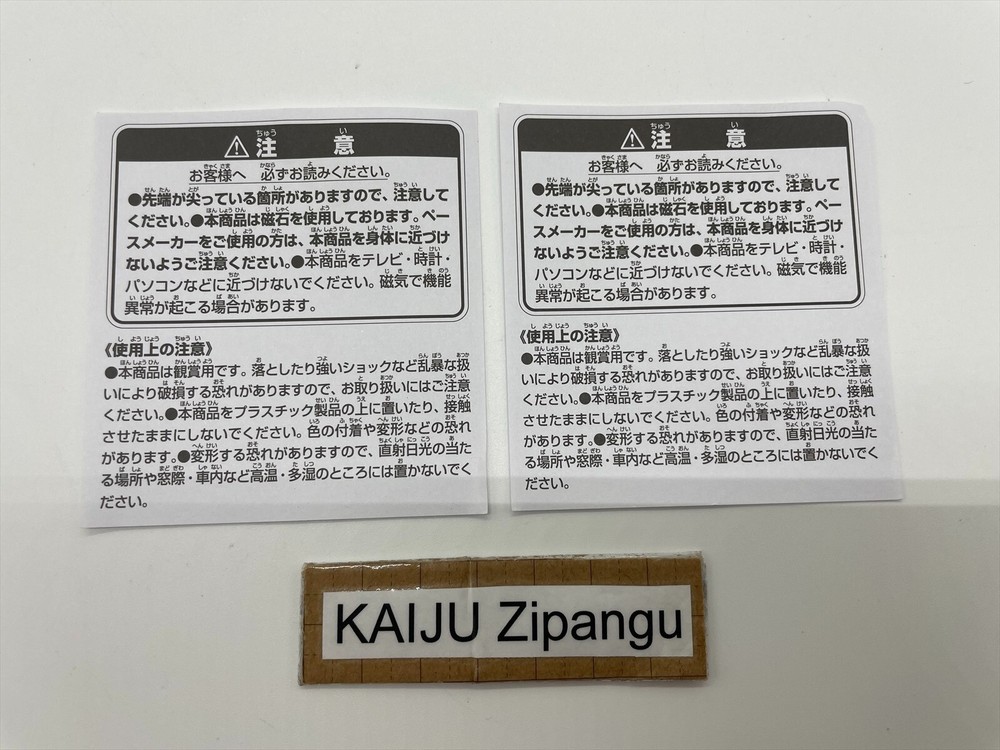 ⚠注 意
お客様へ 必ずお読みください。
●先端が尖っている箇所がありますので、注意して
ください。●本商品は磁石を使用しております。ペー
スメーカーをご使用の方は、本商品を身体に近づけ
ないようご注意ください。●本商品をテレビ・時計・
パソコンなどに近づけないでください。磁気で機能
異常が起こる場合があります。
《使用上の注意》
●本商品は観賞用です。落としたり強いショックなど乱暴な扱
いにより破損する恐れがありますので、お取り扱いにはご注意
ください。●本商品をプラスチック製品の上に置いたり、接触
させたままにしないでください。色の付着や変形などの恐れ
があります。●変形する恐れがありますので、直射日光の当た
る場所や窓際・車内など高温・多湿のところには置かないでく
ださい。
⚠注 意
お客様へ 必ずお読みください。
●先端が尖っている箇所がありますので、注意して
ください。●本商品は磁石を使用しております。ペー
スメーカーをご使用の方は、本商品を身体に近づけ
ないようご注意ください。●本商品をテレビ・時計・
パソコンなどに近づけないでください。磁気で機能
異常が起こる場合があります。
《使用上の注意》
●本商品は観賞用です。落としたり強いショックなど乱暴な扱
いにより破損する恐れがありますので、お取り扱いにはご注意
ください。●本商品をプラスチック製品の上に置いたり、接触
させたままにしないでください。色の付着や変形などの恐れ
があります。●変形する恐れがありますので、直射日光の当た
る場所や窓際・車内など高温・多湿のところには置かないでく
ださい。
KAIJU Zipangu